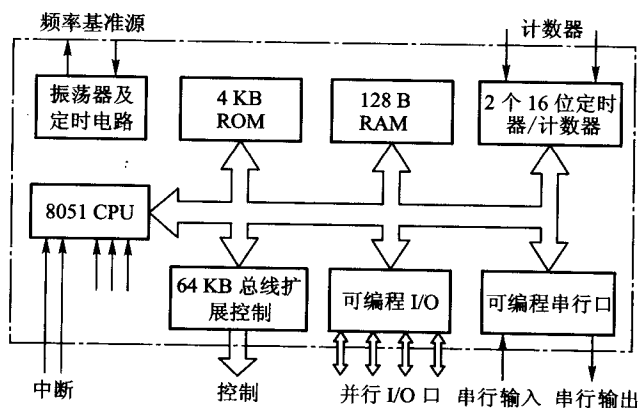 频率基准源
计数器
振荡器及
定时电路
4 KB
ROM
128 B
RAM
2 个 16 位定时
器/计数器
8051 CPU
64 KB 总线扩
展控制
可编程 I/O
可编程串行口
中断
控制
并行 I/O 口
串行输入
串行输出